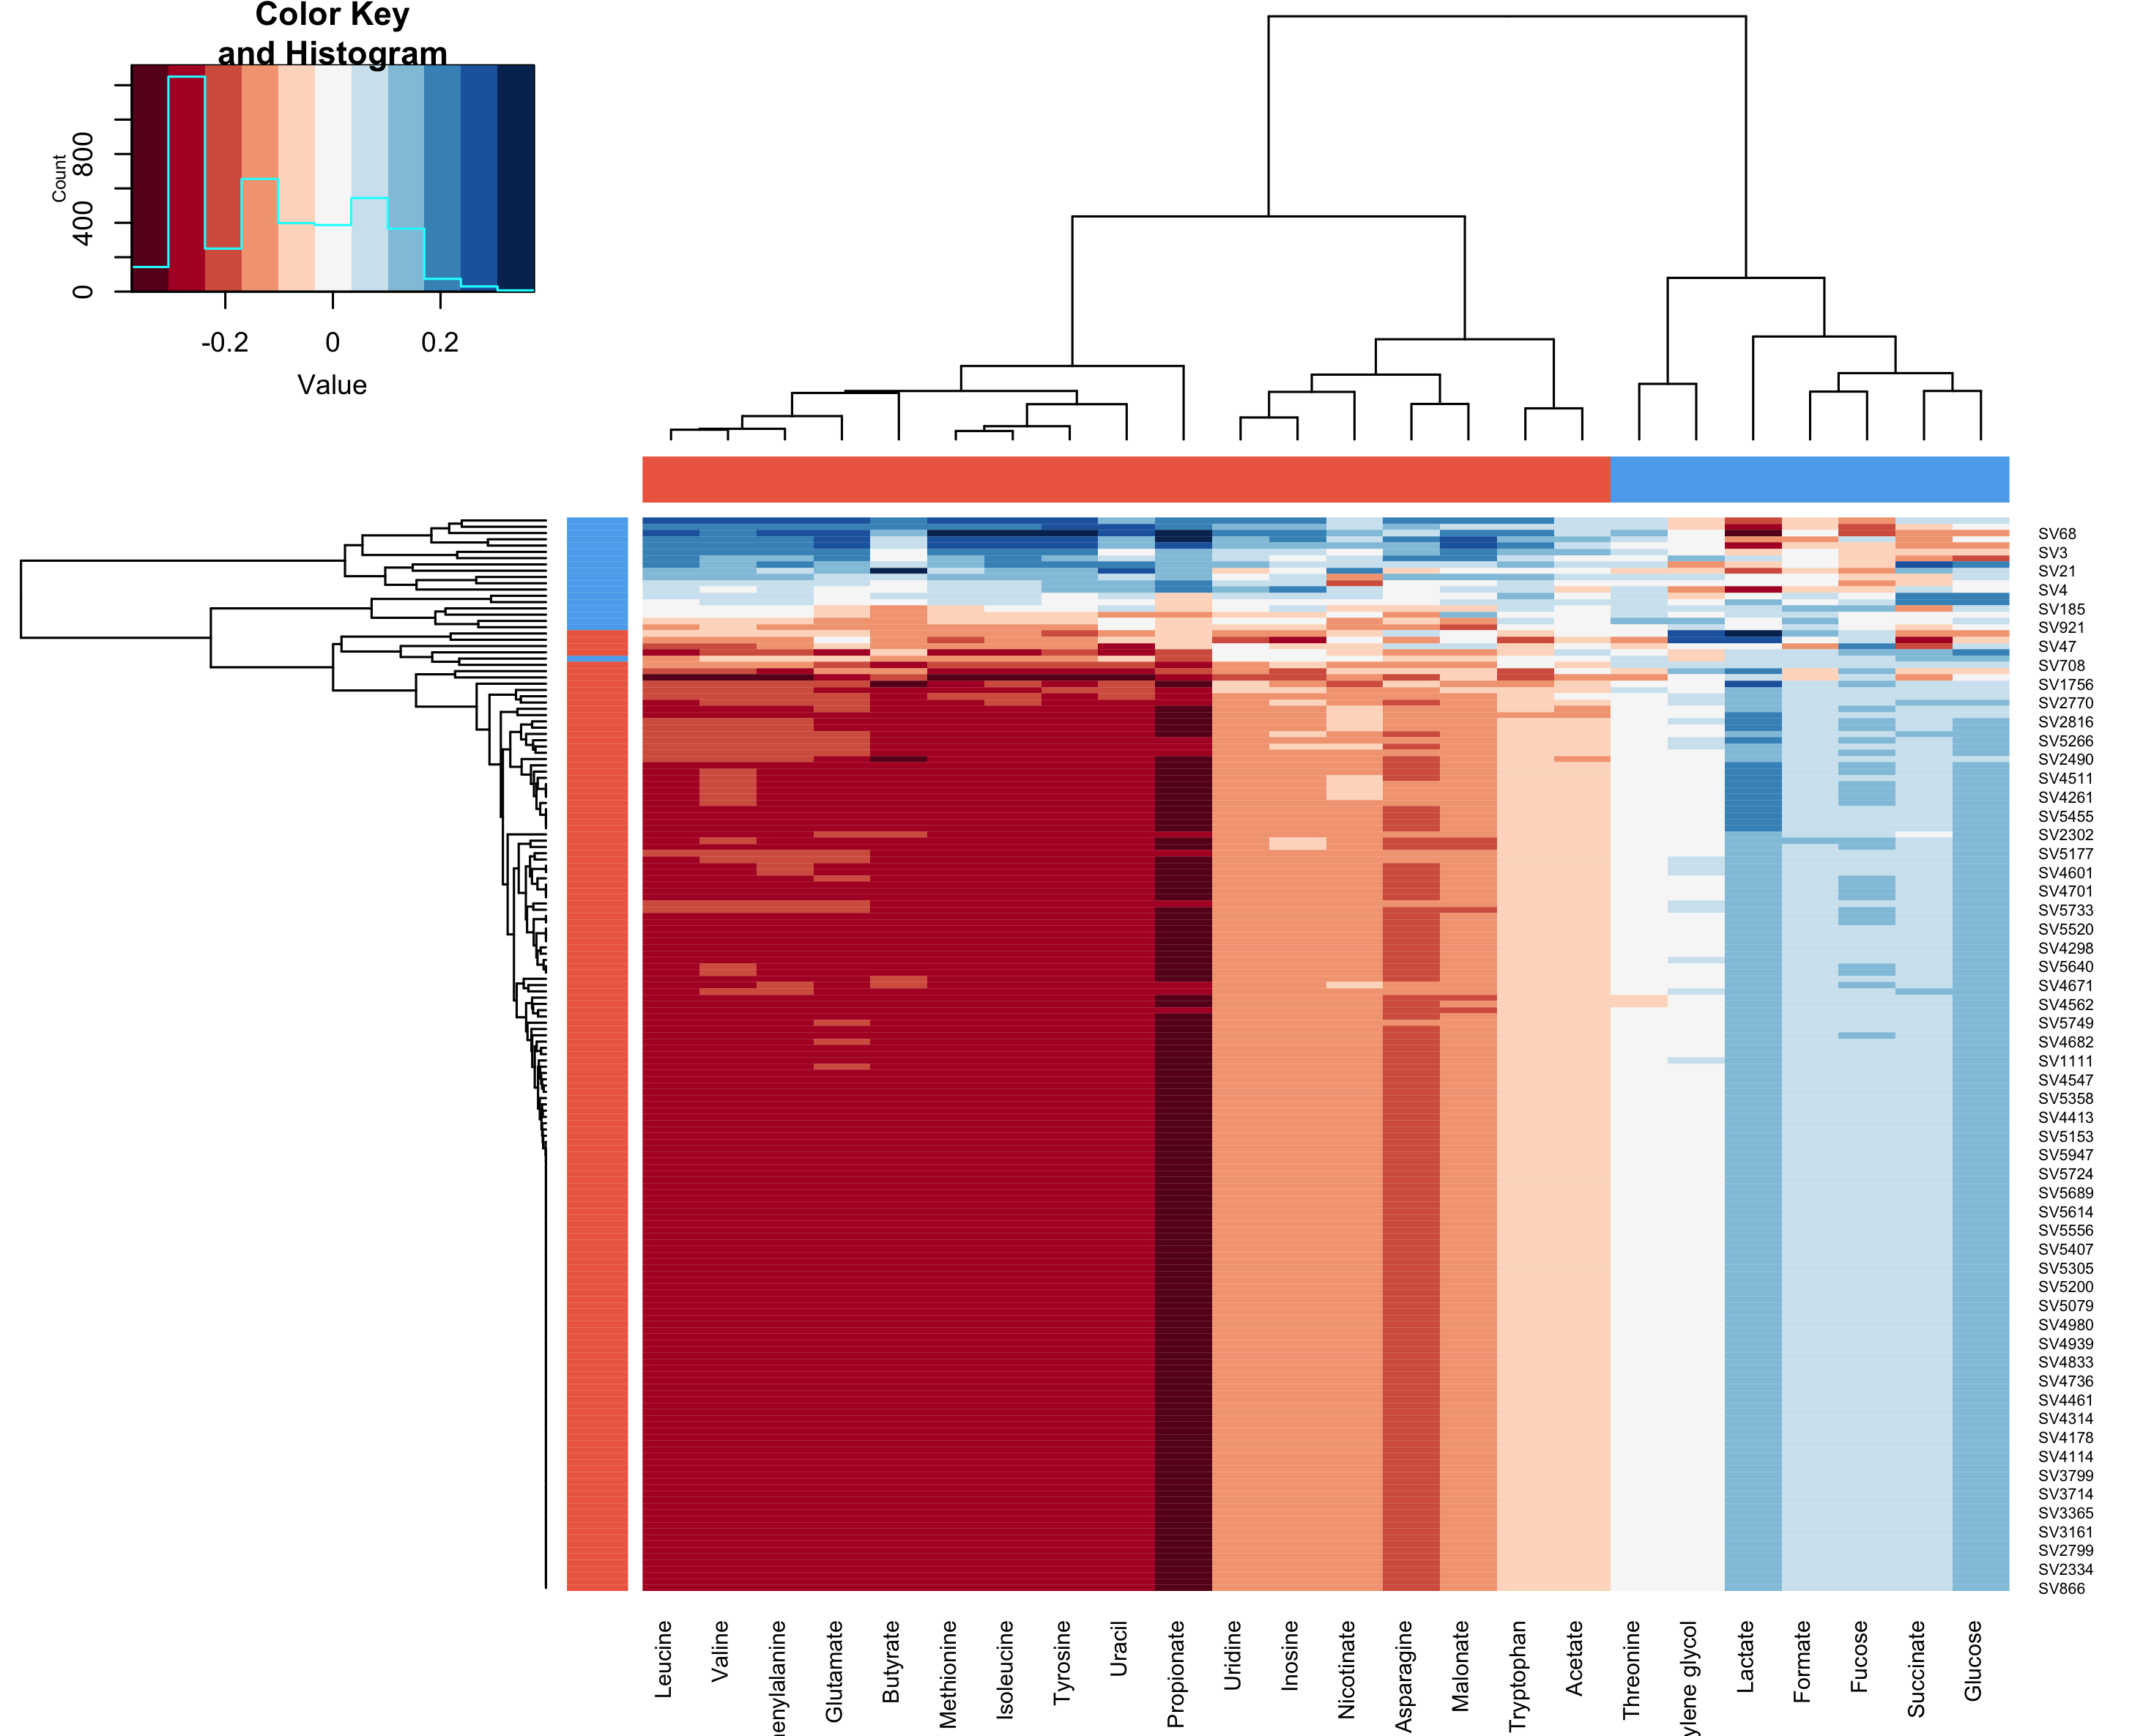 Color Key
and Histogram
Count
800
400
0
-0.2 0 0.2
Value
SV68
SV3
SV21
SV4
SV185
SV921
SV47
SV708
SV1756
SV2770
SV2816
SV5266
SV2490
SV4511
SV4261
SV5455
SV2302
SV5177
SV4601
SV4701
SV5733
SV5520
SV4298
SV5640
SV4671
SV4562
SV5749
SV4682
SV1111
SV4547
SV5358
SV4413
SV5153
SV5947
SV5724
SV5689
SV5614
SV5556
SV5407
SV5305
SV5200
SV5079
SV4980
SV4939
SV4833
SV4736
SV4461
SV4314
SV4178
SV4114
SV3799
SV3714
SV3365
SV3161
SV2799
SV2334
SV866
Leucine
Valine
henylalanine
Glutamate
Butyrate
Methionine
Isoleucine
Tyrosine
Uracil
Propionate
Uridine
Inosine
Nicotinate
Asparagine
Malonate
Tryptophan
Acetate
Threonine
ylene glycol
Lactate
Formate
Fucose
Succinate
Glucose